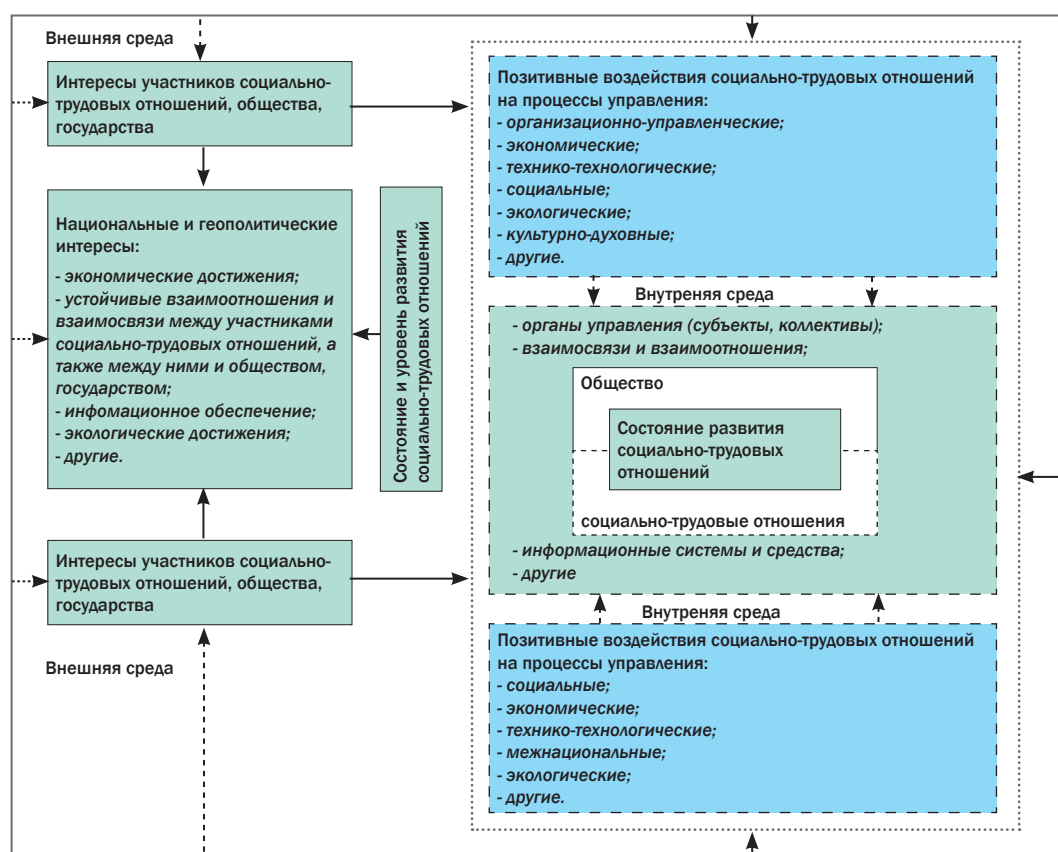 Внешняя среда
Интересы участников социально-
трудовых отношений, общества,
государства
Национальные и геополитические
интересы:
- экономические достижения;
- устойчивые взаимоотношения и
взаимосвязи между участниками
социально-трудовых отношений, а
также между ними и обществом,
государством;
- инфомационное обеспечение;
- экологические достижения;
- другие.
Состояние и уровень развития
социально-трудовых отношений
Интересы участников социально-
трудовых отношений, общества,
государства
Внешняя среда
Позитивные воздействия социально-трудовых отношений
на процессы управления:
- организационно-управленческие;
- экономические;
- технико-технологические;
- социальные;
- экологические;
- культурно-духовные;
- другие.
Внутреняя среда
- органы управления (субъекты, коллективы);
- взаимосвязи и взаимоотношения;
Общество
Состояние развития
социально-трудовых
отношений
социально-трудовые отношения
- информационные системы и средства;
- другие
Внутреняя среда
Позитивные воздействия социально-трудовых отношений
на процессы управления:
- социальные;
- экономические;
- технико-технологические;
- межнациональные;
- экологические;
- другие.